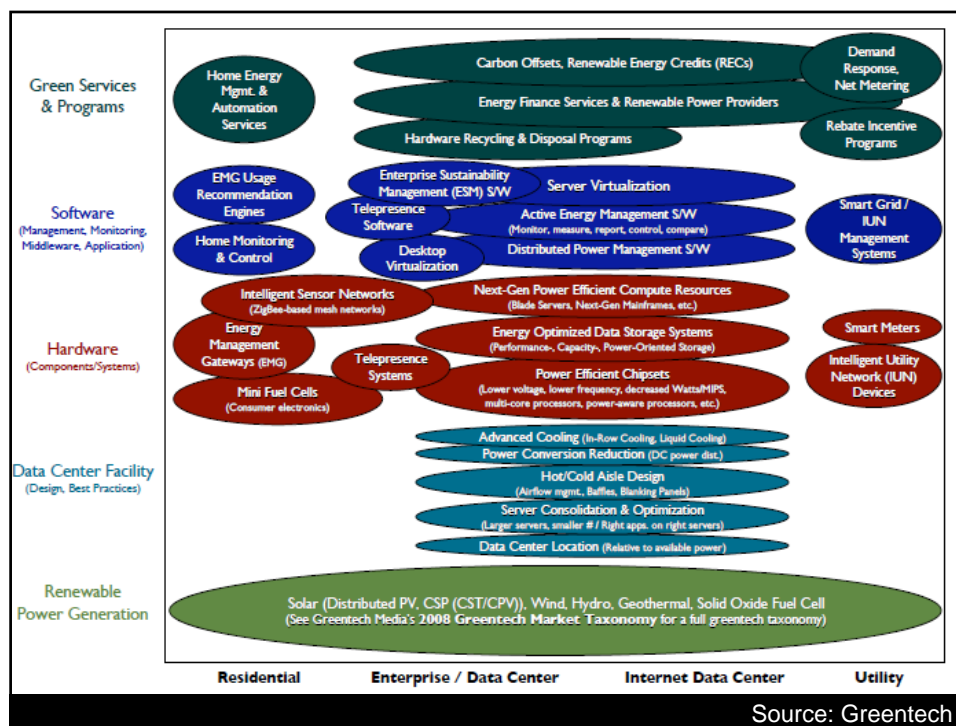 Green Services
& Programs
Home Energy
Mgmt. &
Automation
Services
Carbon Offsets, Renewable Energy Credits (RECs)
Energy Finance Services & Renewable Power Providers
Hardware Recycling & Disposal Programs
Demand
Response,
Net Metering
Rebate Incentive
Programs
Software
(Management, Monitoring,
Middleware, Application)
EMG Usage
Recommendation
Engines
Home Monitoring
& Control
Enterprise Sustainability
Management (ESM) S/W
Server Virtualization
Telepresence
Software
Active Energy Management S/W
(Monitor, measure, report, control, compare)
Desktop
Virtualization
Distributed Power Management S/W
Smart Grid /
IUN
Management
Systems
Hardware
(Components/Systems)
Intelligent Sensor Networks
(ZigBee-based mesh networks)
Energy
Management
Gateways (EMG)
Mini Fuel Cells
(Consumer electronics)
Telepresence
Systems
Next-Gen Power Efficient Compute Resources
(Blade Servers, Next-Gen Mainframes, etc.)
Energy Optimized Data Storage Systems
(Performance-, Capacity-, Power-Oriented Storage)
Power Efficient Chipsets
(Lower voltage, lower frequency, decreased Watts/MIPS,
multi-core processors, power-aware processors, etc.)
Smart Meters
Intelligent Utility
Network (IUN)
Devices
Data Center Facility
(Design, Best Practices)
Advanced Cooling (In-Row Cooling, Liquid Cooling)
Power Conversion Reduction (DC power dist.)
Hot/Cold Aisle Design
(Airflow mgmt., Baffles, Blanking Panels)
Server Consolidation & Optimization
(Larger servers, smaller # / Right apps. on right servers)
Data Center Location (Relative to available power)
Renewable
Power Generation
Solar (Distributed PV, CSP (CST/CPV)), Wind, Hydro, Geothermal, Solid Oxide Fuel Cell
(See Greentech Media's 2008 Greentech Market Taxonomy for a full greentech taxonomy)
Residential
Enterprise / Data Center
Internet Data Center
Utility
Source: Greentech